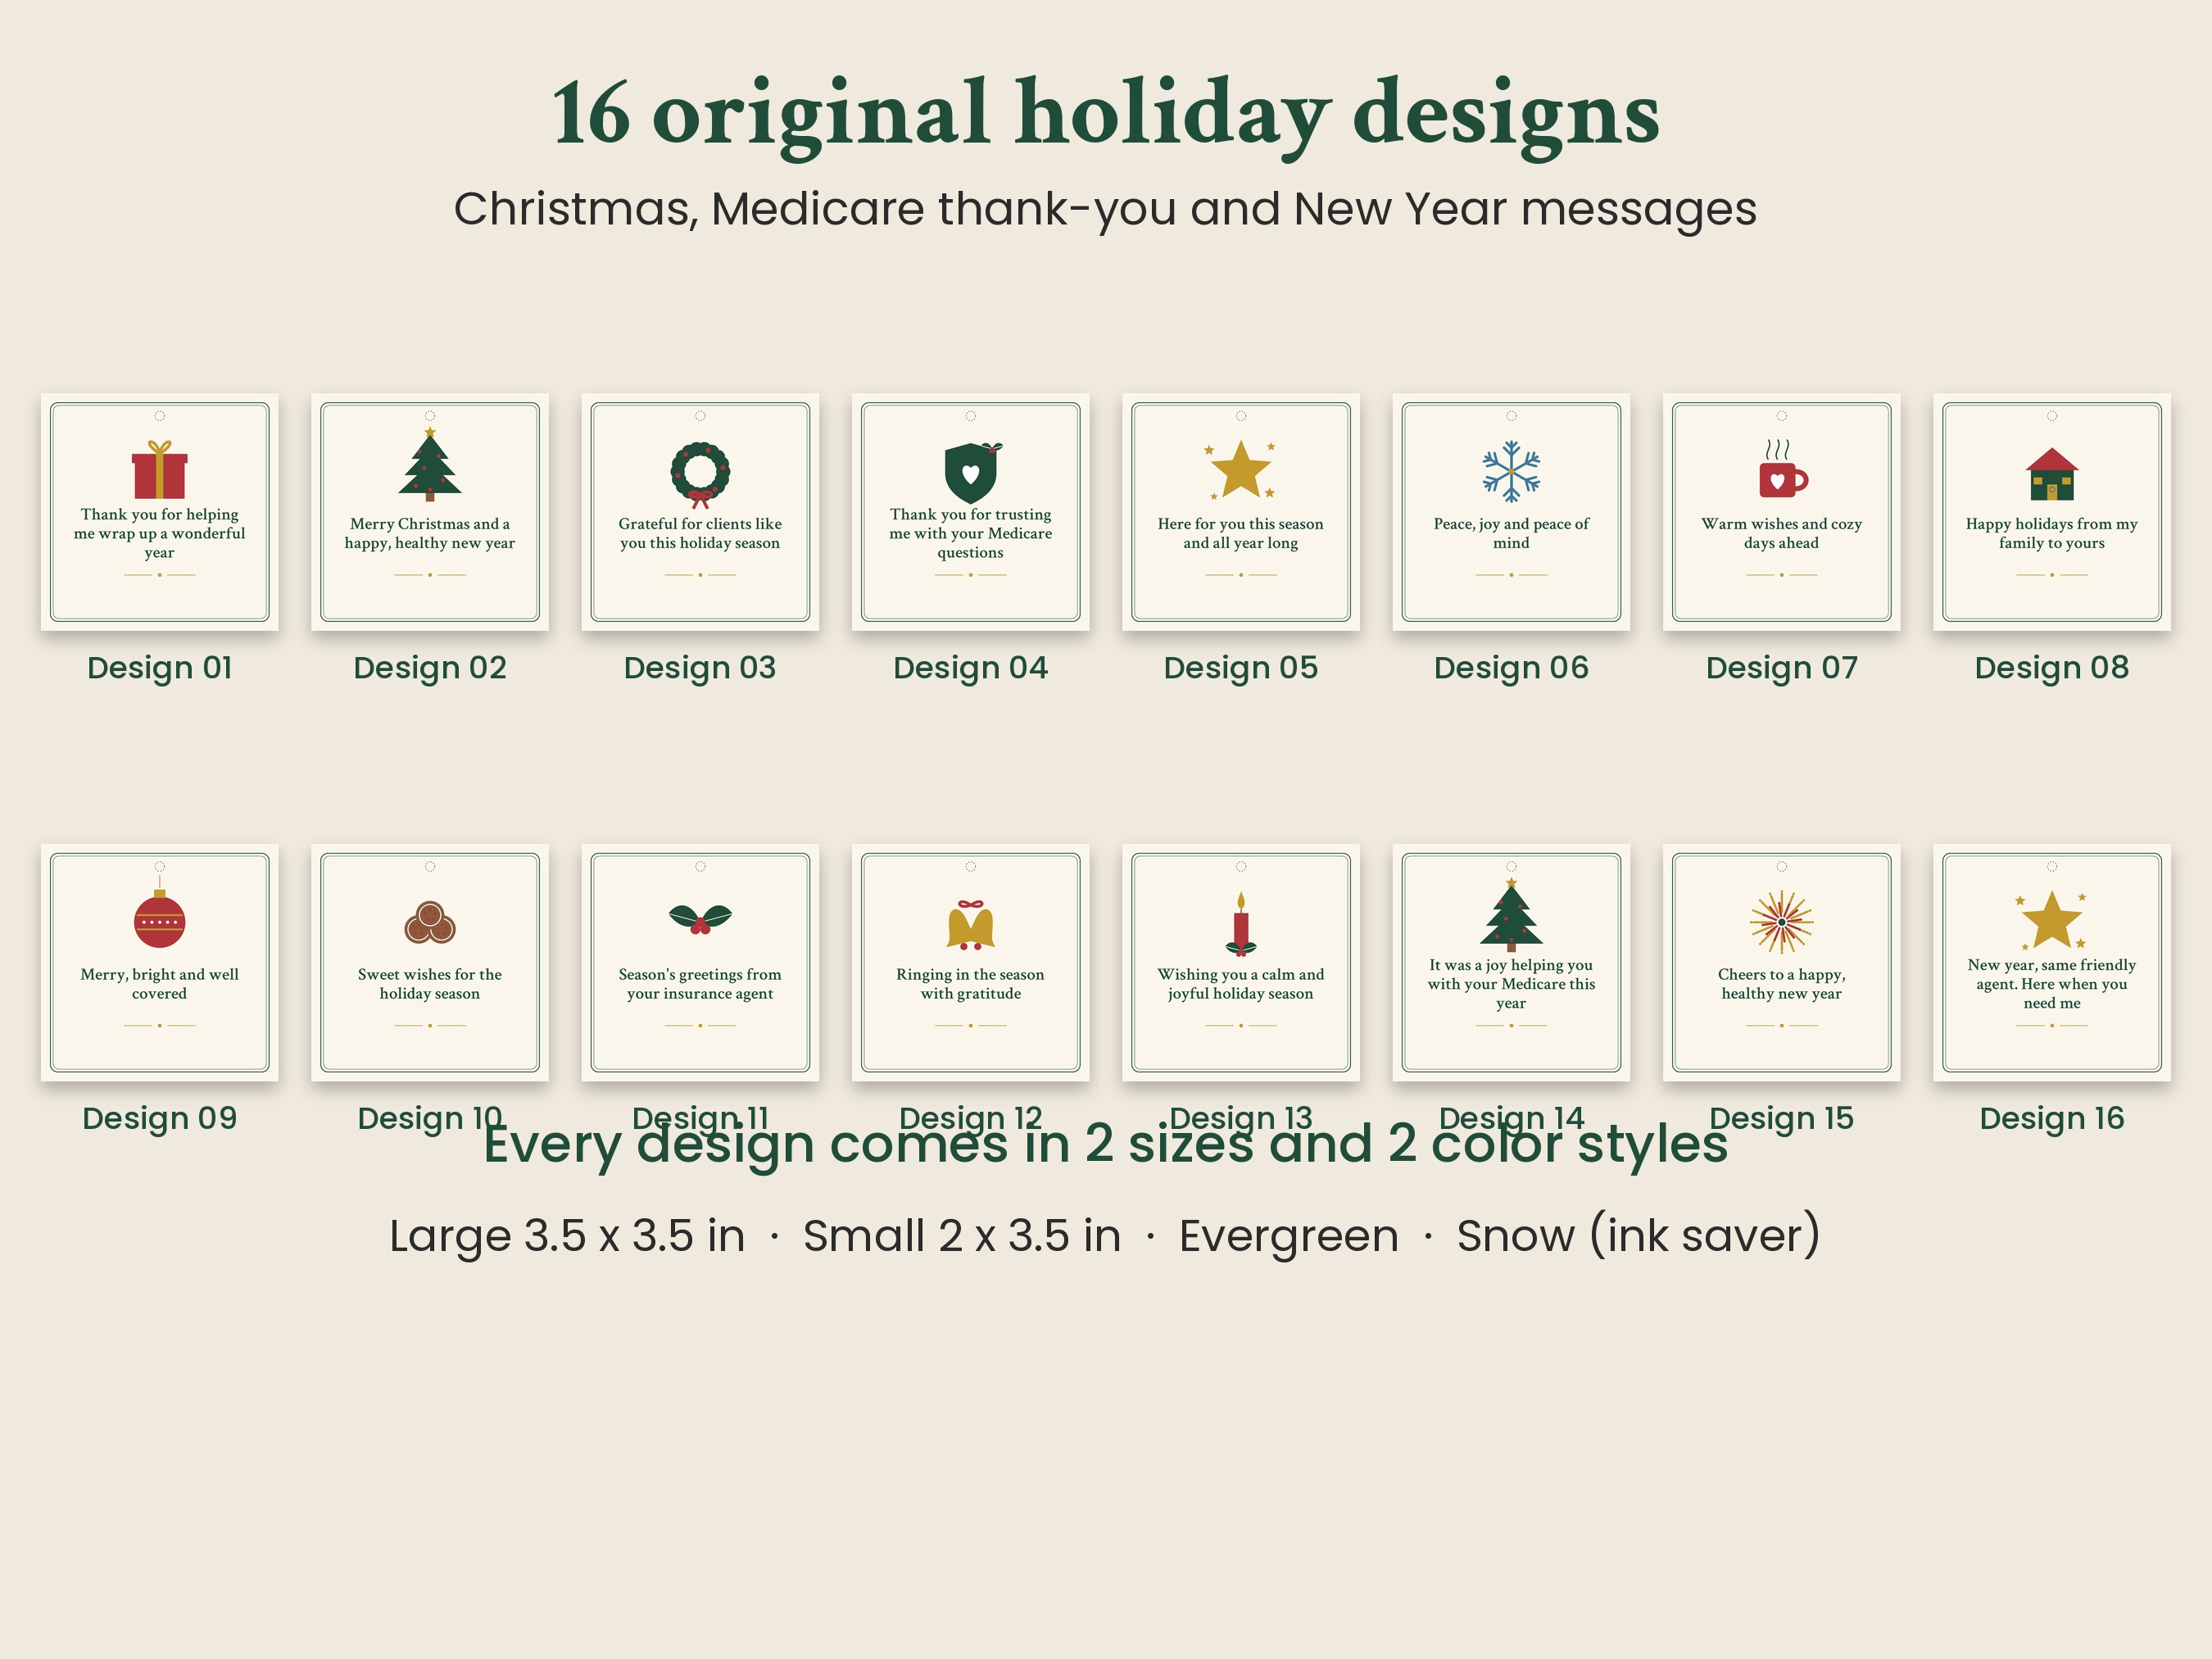 16 original holiday designs
Christmas, Medicare thank-you and New Year messages
Thank you for helping
me wrap up a wonderful
year
Design 01
Merry Christmas and a
happy, healthy new year
Design 02
Grateful for clients like
you this holiday season
Design 03
Thank you for trusting
me with your Medicare
questions
Design 04
Here for you this season
and all year long
Design 05
Peace, joy and peace of
mind
Design 06
Warm wishes and cozy
days ahead
Design 07
Happy holidays from my
family to yours
Design 08
Merry, bright and well
covered
Design 09
Sweet wishes for the
holiday season
Design 10
Season's greetings from
your insurance agent
Design 11
Ringing in the season
with gratitude
Design 12
Wishing you a calm and
joyful holiday season
Design 13
It was a joy helping you
with your Medicare this
year
Design 14
Cheers to a happy,
healthy new year
Design 15
New year, same friendly
agent. Here when you
need me
Design 16
Every design comes in 2 sizes and 2 color styles
Large 3.5 x 3.5 in · Small 2 x 3.5 in · Evergreen · Snow (ink saver)